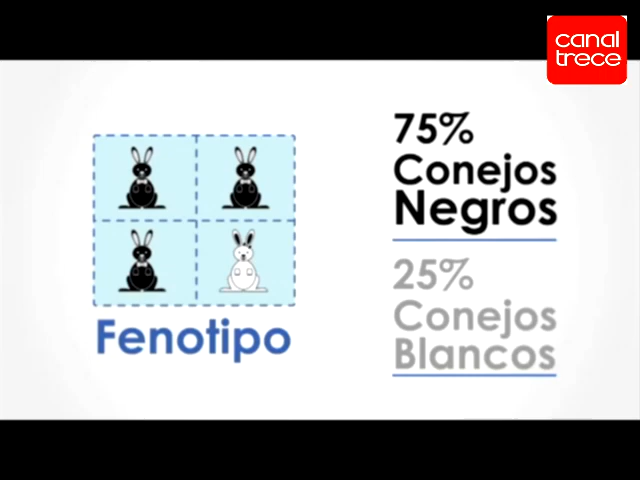 canal
trece
75%
Conejos
Negros
25%
Conejos
Blancos
Fenotipo